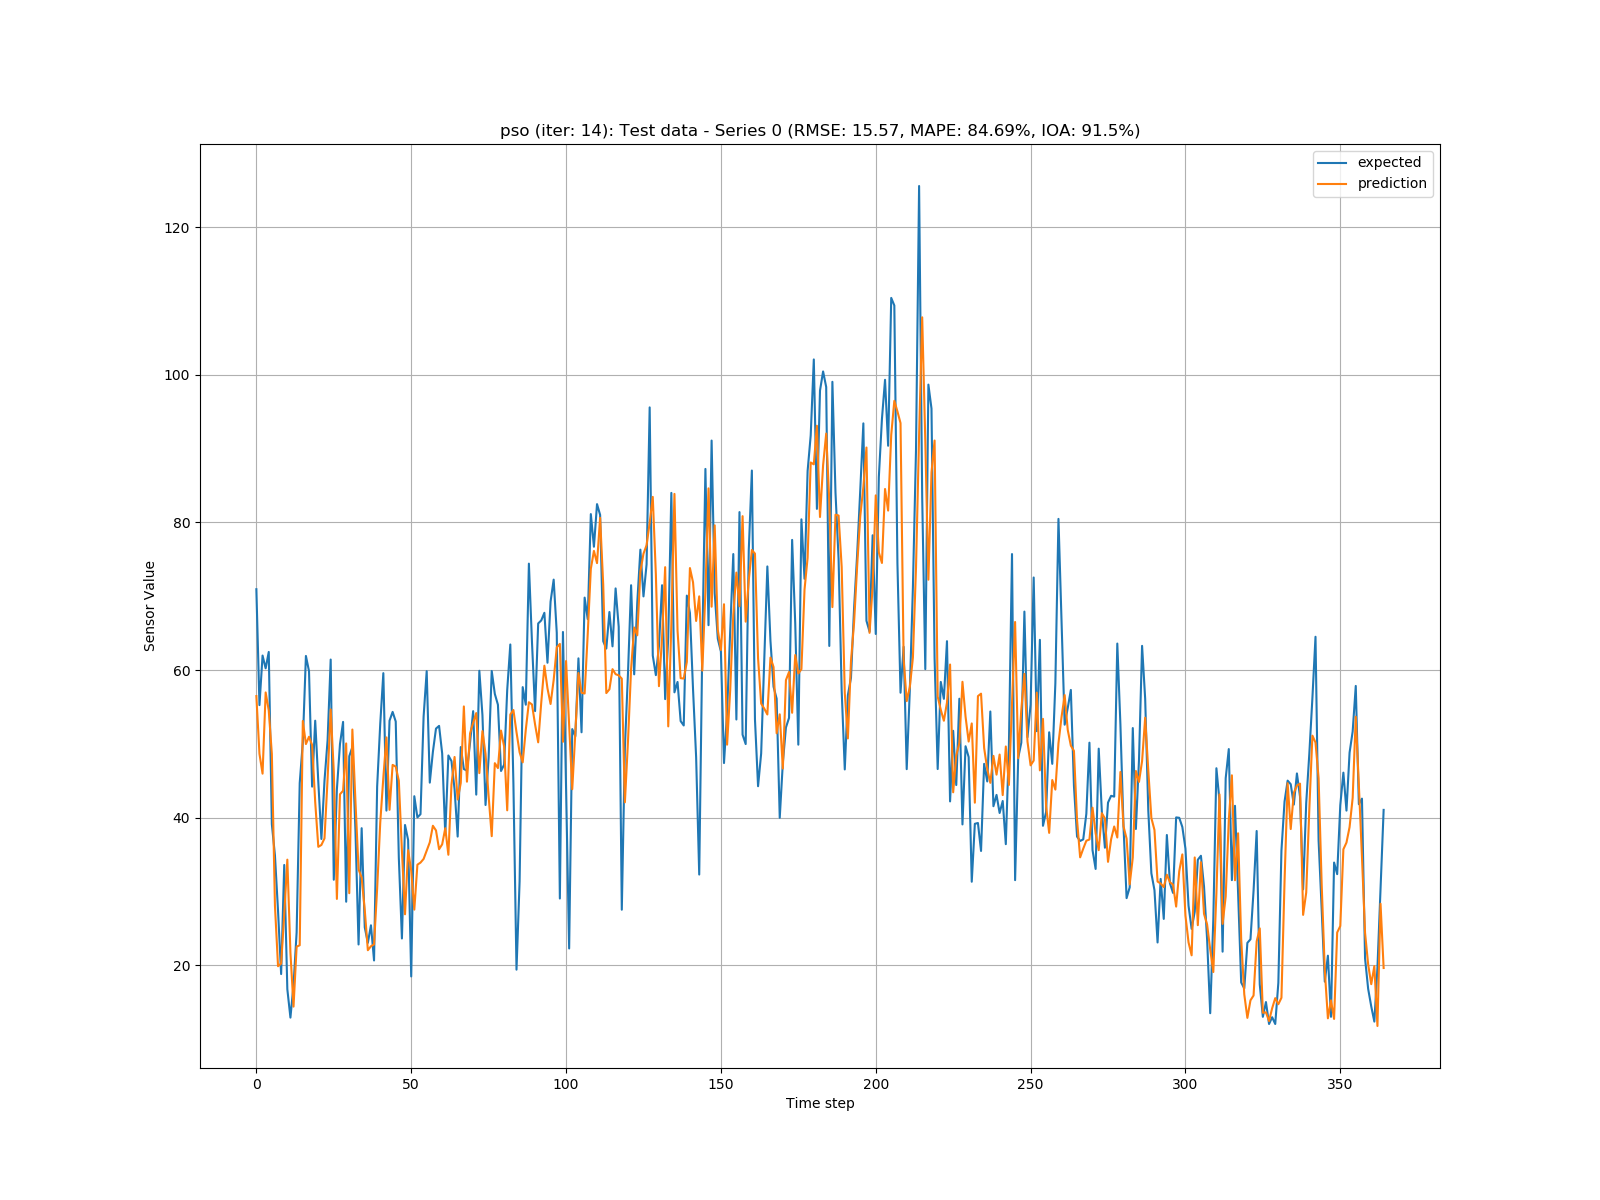 pso (iter: 14): Test data - Series 0 (RMSE: 15.57, MAPE: 84.69%, IOA: 91.5%)
expected
prediction
120
100
80
60
40
20
Sensor Value
0 50 100 150 200 250 300 350
Time step